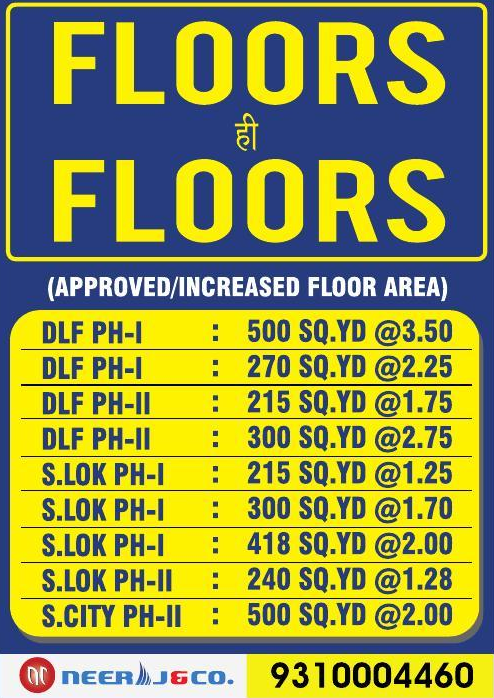 FLOORS
ही
FLOORS
(APPROVED/INCREASED FLOOR AREA)
DLF PH-I : 500 SQ.YD @3.50
DLF PH-I : 270 SQ.YD @2.25
DLF PH-II : 215 SQ.YD @1.75
DLF PH-II : 300 SQ.YD @2.75
S.LOK PH-I : 215 SQ.YD @1.25
S.LOK PH-I : 300 SQ.YD @1.70
S.LOK PH-I : 418 SQ.YD @2.00
S.LOK PH-II : 240 SQ.YD @1.28
S.CITY PH-II : 500 SQ.YD @2.00
NEERAJ&CO. 9310004460